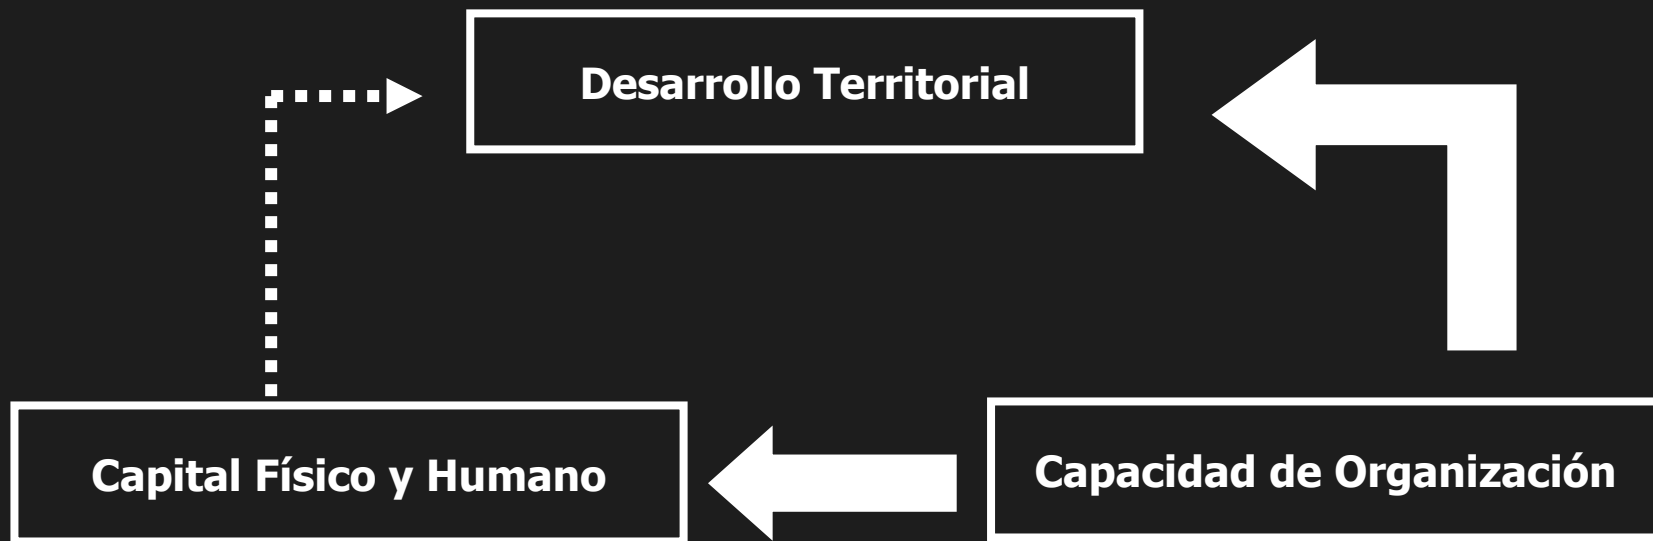 Desarrollo Territorial
Capital Físico y Humano
Capacidad de Organización